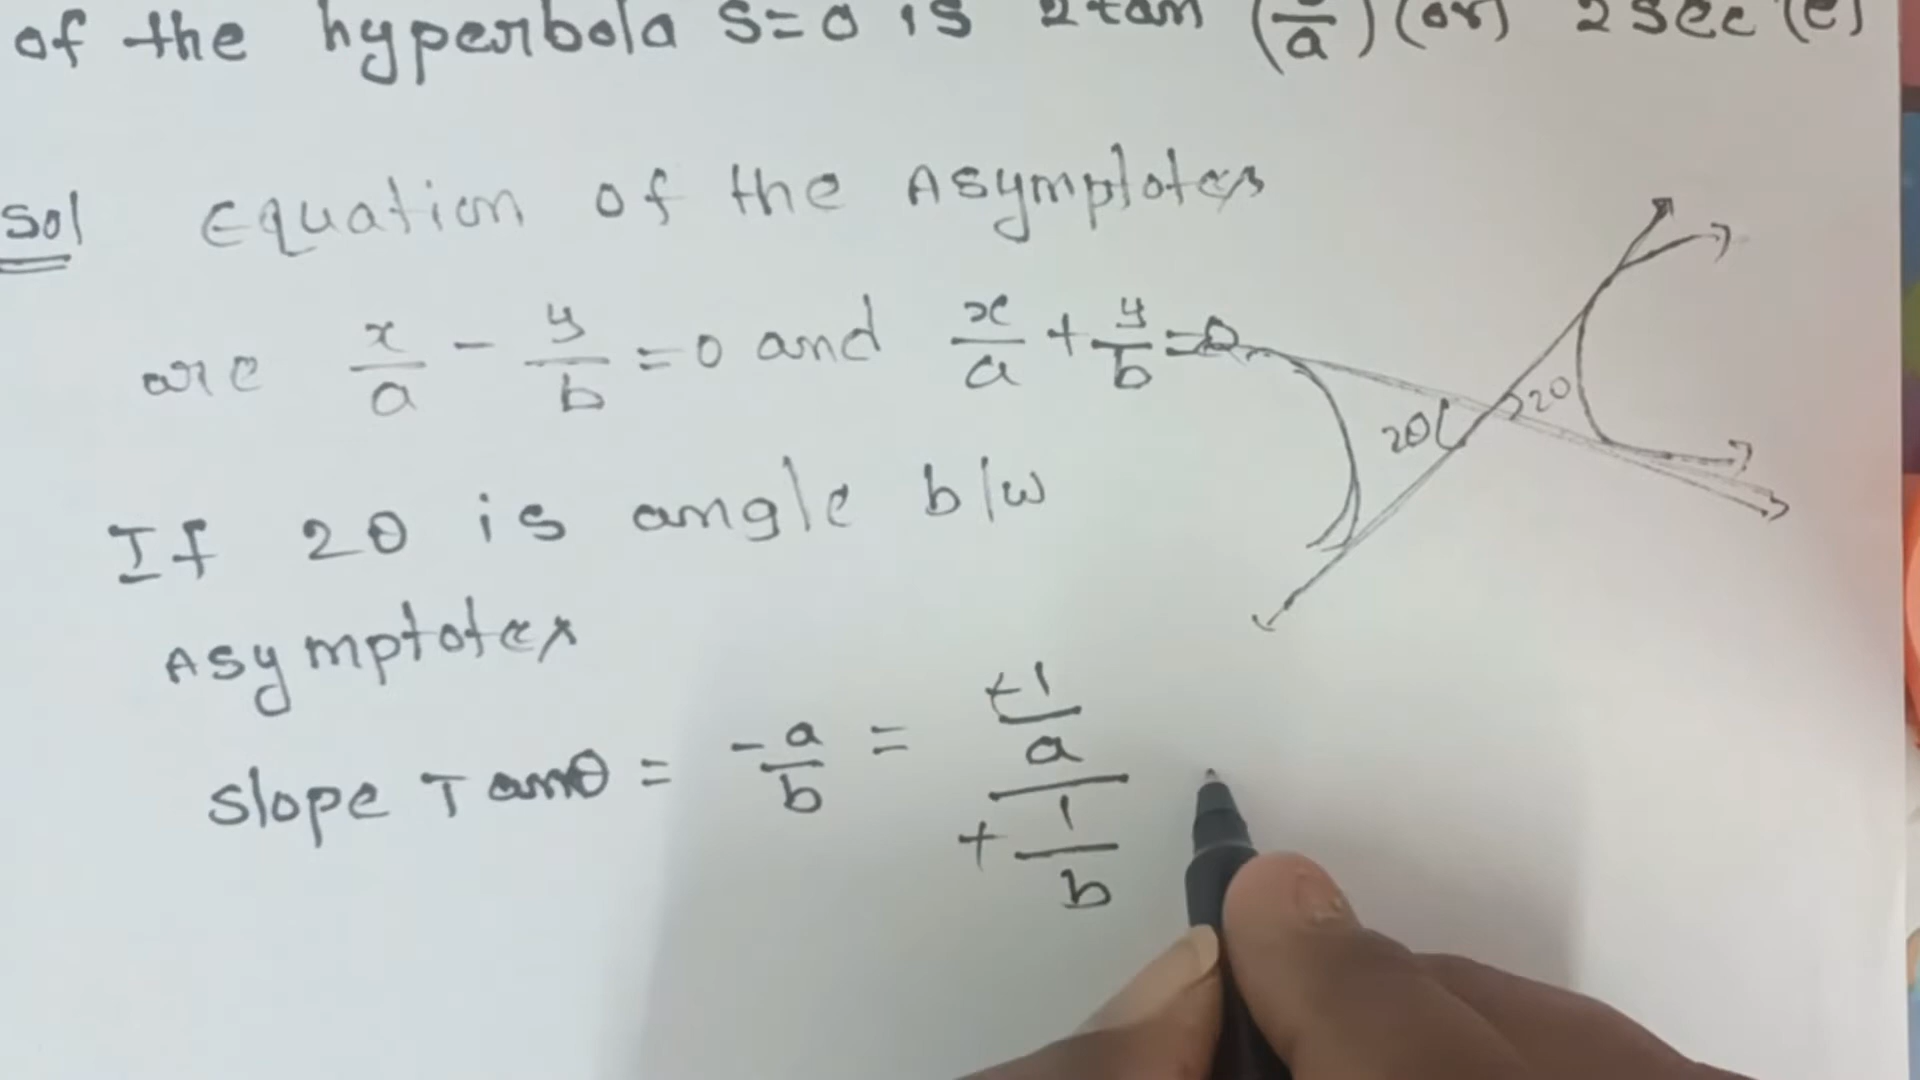 of the hyperbola S=0 is 2 tan (b/a) (or) 2 sec (e)
Sol Equation of the Asymptotes
are x/a - y/b = 0 and x/a + y/b = 0
2θ 2θ
If 2θ is angle b/w
Asymptotes
slope Tanθ = -a/b = (-1/a)/(+1/b)